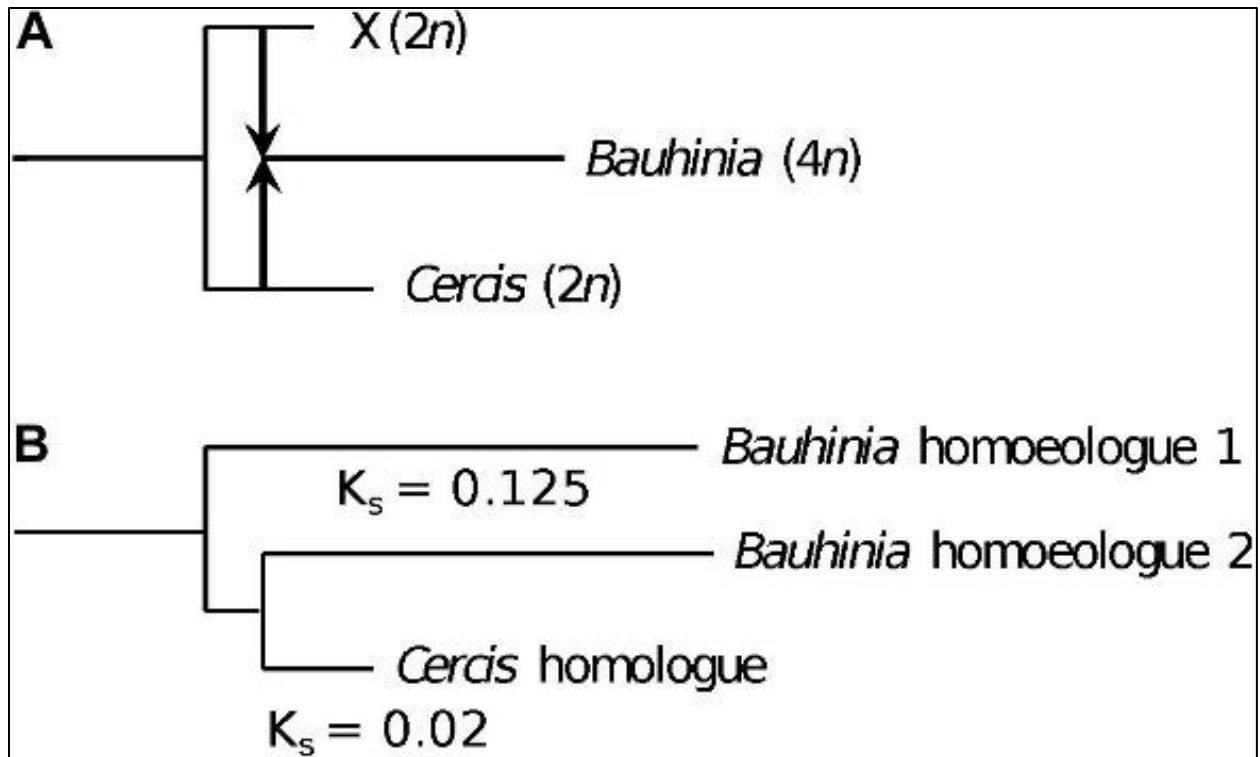 A
X (2n)
Bauhinia (4n)
Cercis (2n)
B
Bauhinia homoeologue 1
Ks = 0.125
Bauhinia homoeologue 2
Cercis homologue
Ks = 0.02